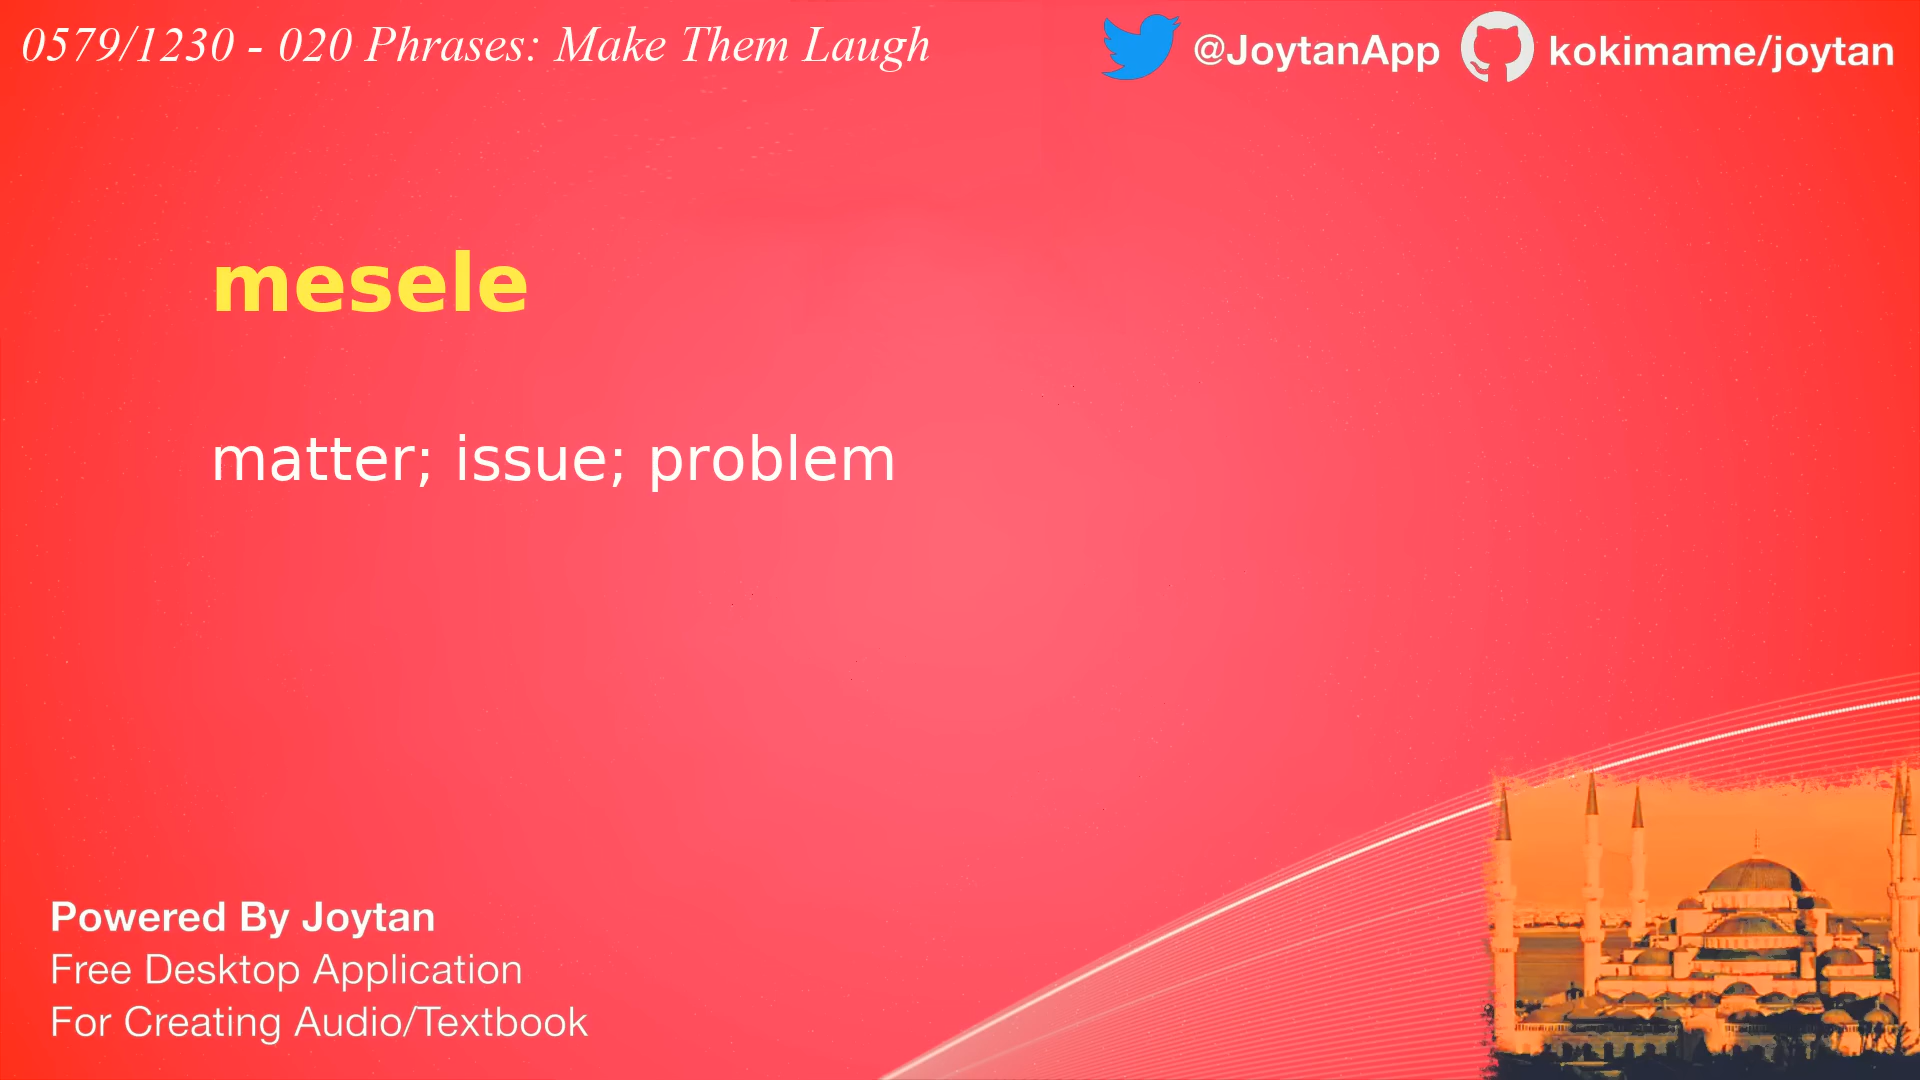 0579/1230 - 020 Phrases: Make Them Laugh
@JoytanApp
kokimame/joytan
mesele
matter; issue; problem
Powered By Joytan
Free Desktop Application
For Creating Audio/Textbook